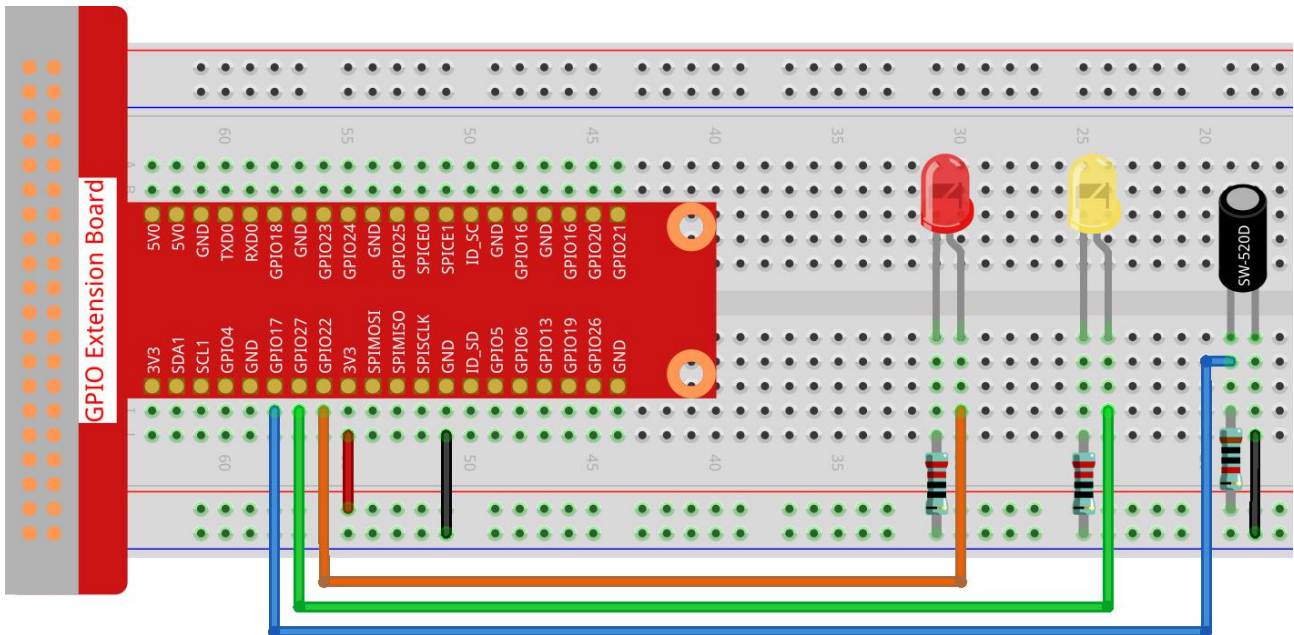 GPIO Extension Board
60
55
50
45
40
35
30
25
20
5V0
5V0
GND
TXD0
RXD0
GPIO18
GND
GPIO23
GPIO24
GND
GPIO25
SPICE0
SPICE1
ID_SC
GND
GPIO16
GND
GPIO16
GPIO20
GPIO21
3V3
SDA1
SCL1
GPIO4
GND
GPIO17
GPIO27
GPIO22
3V3
SPIMOSI
SPIMISO
SPISCLK
GND
ID_SD
GPIO5
GPIO6
GPIO13
GPIO19
GPIO26
GND
SW-520D
60
50
45
40
35
25